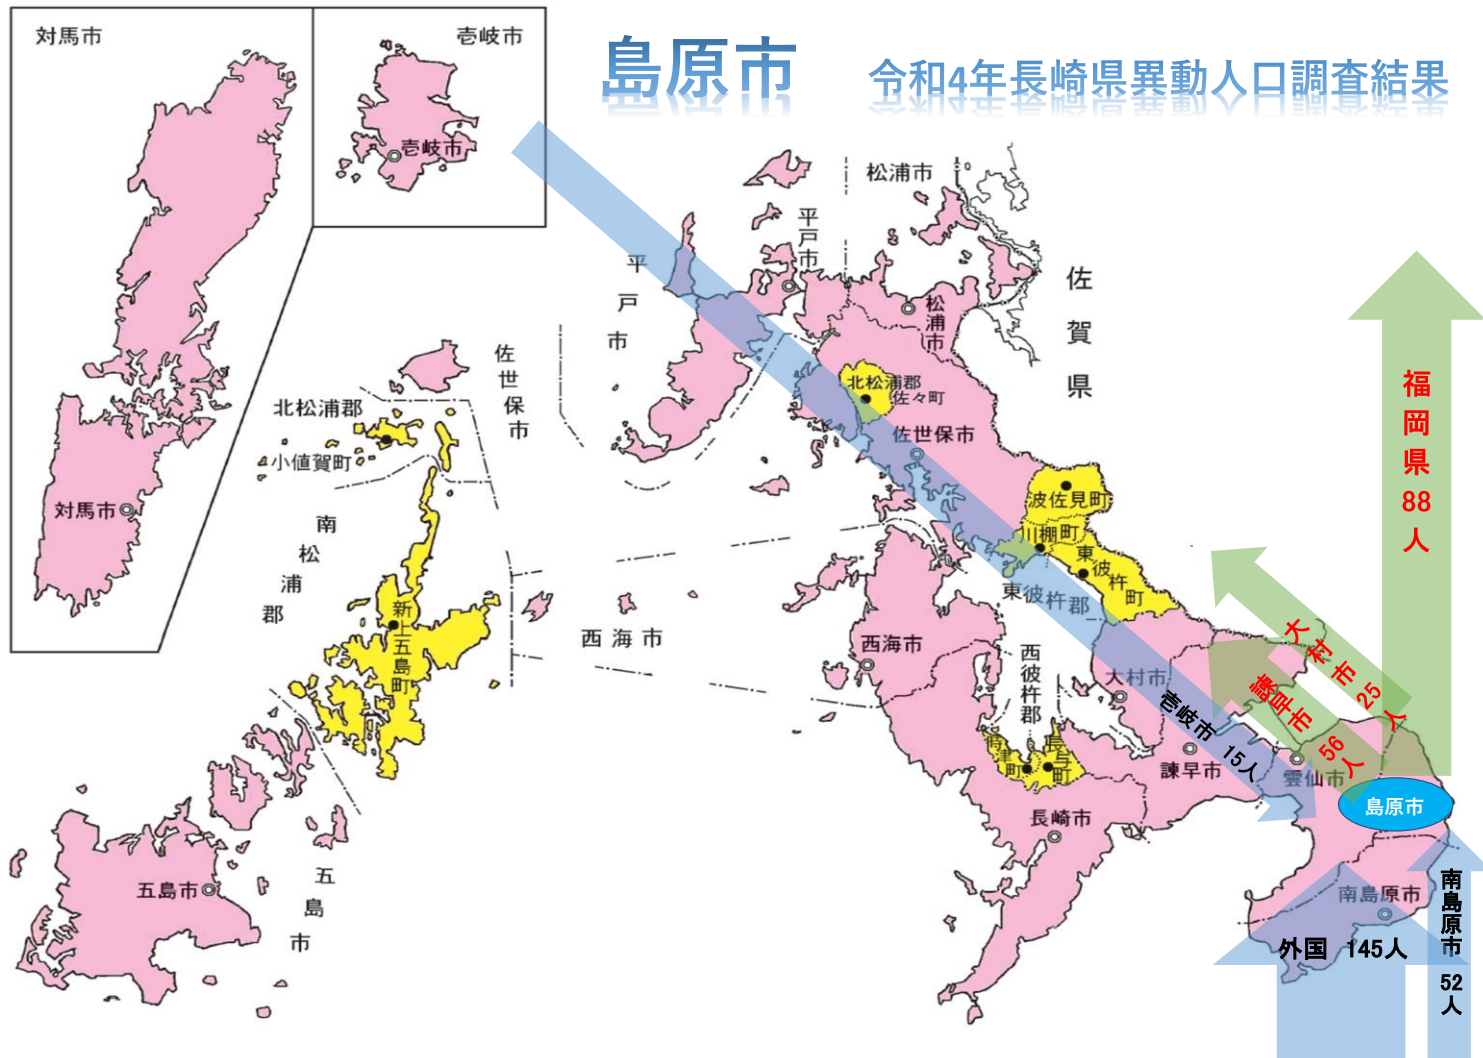 島原市
令和4年長崎県異動人口調査結果
対馬市
壱岐市
壱岐市
対馬市
松浦市
平戸市
平戸市
松浦市
佐賀県
佐世保市
北松浦郡
小値賀町
北松浦郡
佐々町
佐世保市
波佐見町
川棚町
東彼杵町
東彼杵郡
南松浦郡
新上五島町
西海市
西海市
西彼杵郡
大村市
時津町
長与町
諫早市
長崎市
雲仙市
島原市
南島原市
五島市
五島市
福岡県 88人
大村市 25人
諫早市 56人
壱岐市 15人
外国 145人
南島原市 52人